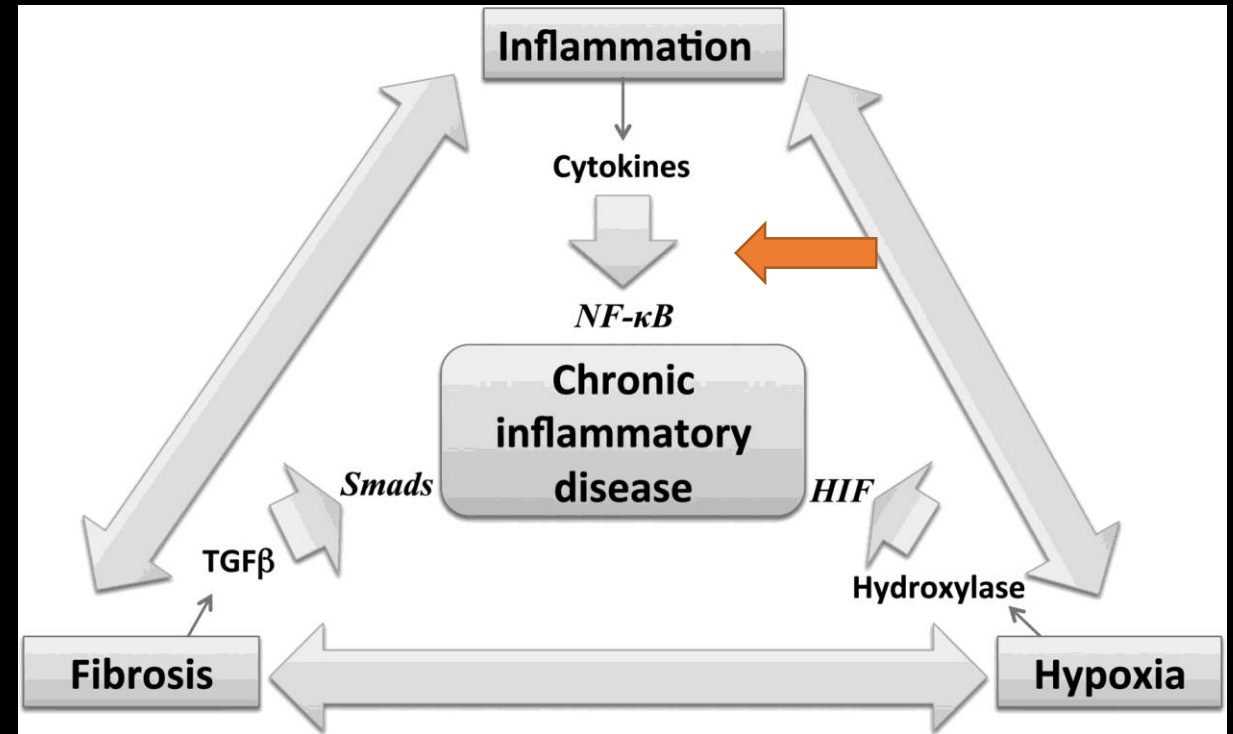 Inflammation
Cytokines
NF-κB
Chronic
inflammatory
disease
Smads
HIF
TGFβ
Hydroxylase
Fibrosis
Hypoxia